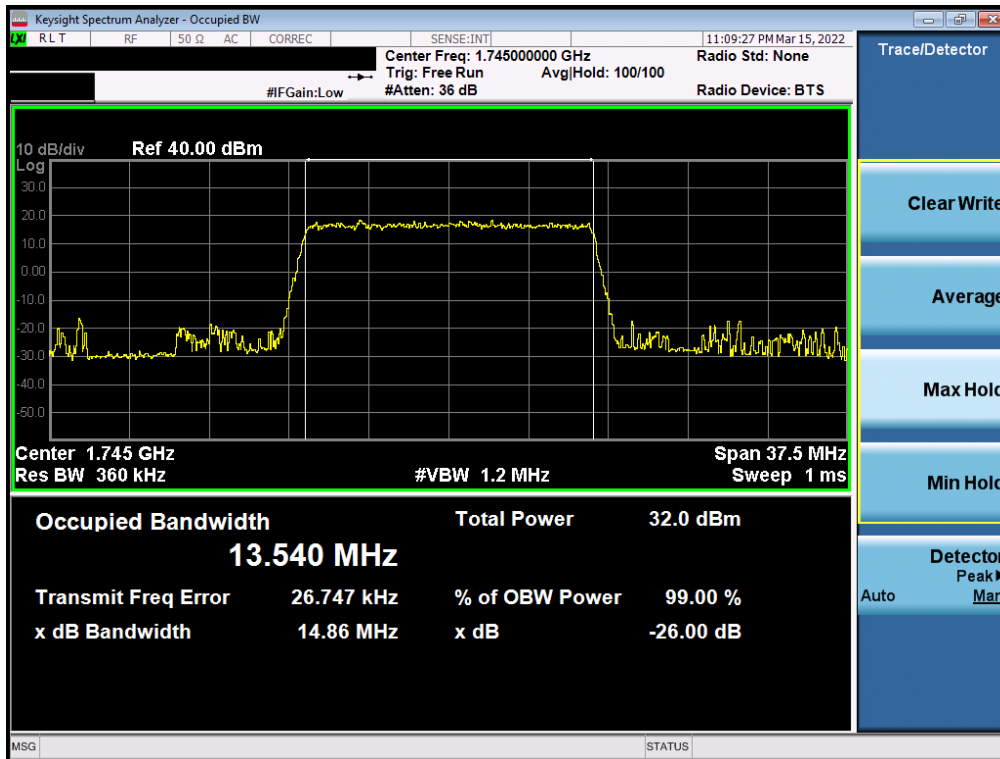 Keysight Spectrum Analyzer - Occupied BW
LXI RLT RF 50 Ω AC CORREC SENSE:INT 11:09:27 PM Mar 15, 2022
Center Freq: 1.745000000 GHz Radio Std: None
Trig: Free Run Avg|Hold: 100/100
#IFGain:Low #Atten: 36 dB Radio Device: BTS
Trace/Detector
10 dB/div Ref 40.00 dBm
Log
30.0
20.0
10.0
0.00
-10.0
-20.0
-30.0
-40.0
-50.0
Center 1.745 GHz Span 37.5 MHz
Res BW 360 kHz #VBW 1.2 MHz Sweep 1 ms
Occupied Bandwidth Total Power 32.0 dBm
13.540 MHz
Transmit Freq Error 26.747 kHz % of OBW Power 99.00 %
x dB Bandwidth 14.86 MHz x dB -26.00 dB
Clear Write
Average
Max Hold
Min Hold
Detector
Peak▶
Auto Man
MSG STATUS